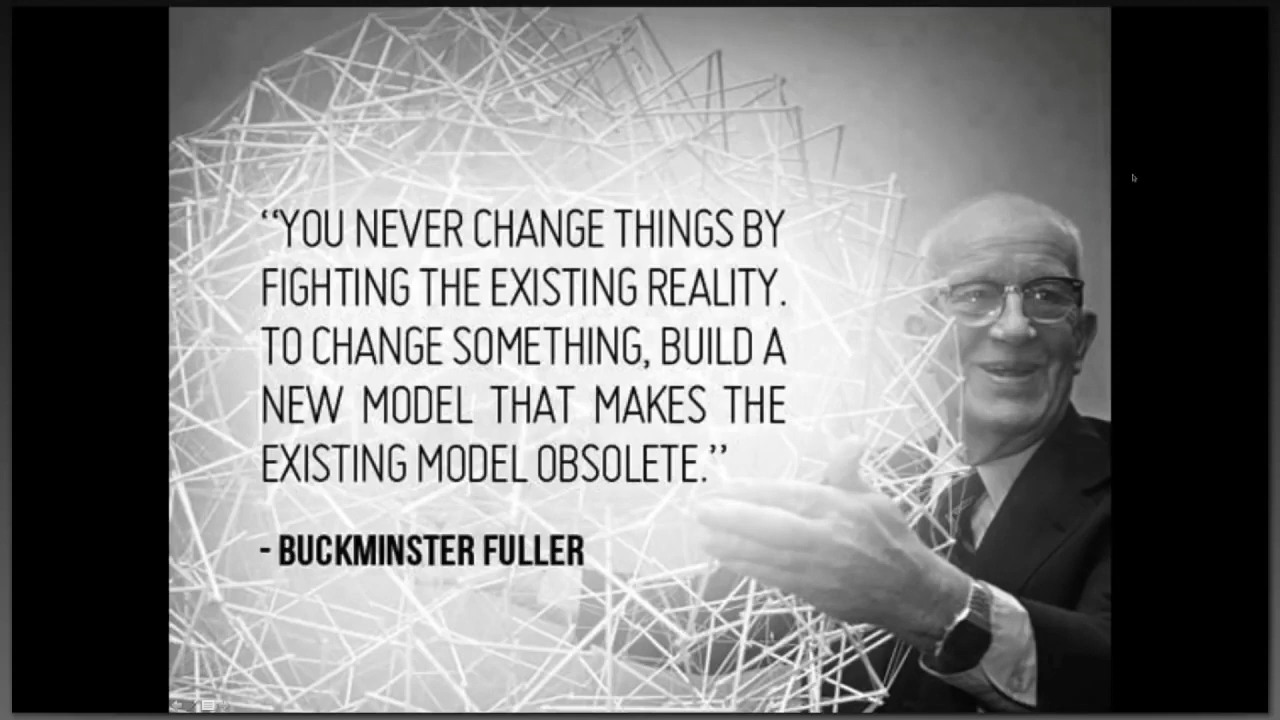 “YOU NEVER CHANGE THINGS BY
FIGHTING THE EXISTING REALITY.
TO CHANGE SOMETHING, BUILD A
NEW MODEL THAT MAKES THE
EXISTING MODEL OBSOLETE.”
- BUCKMINSTER FULLER